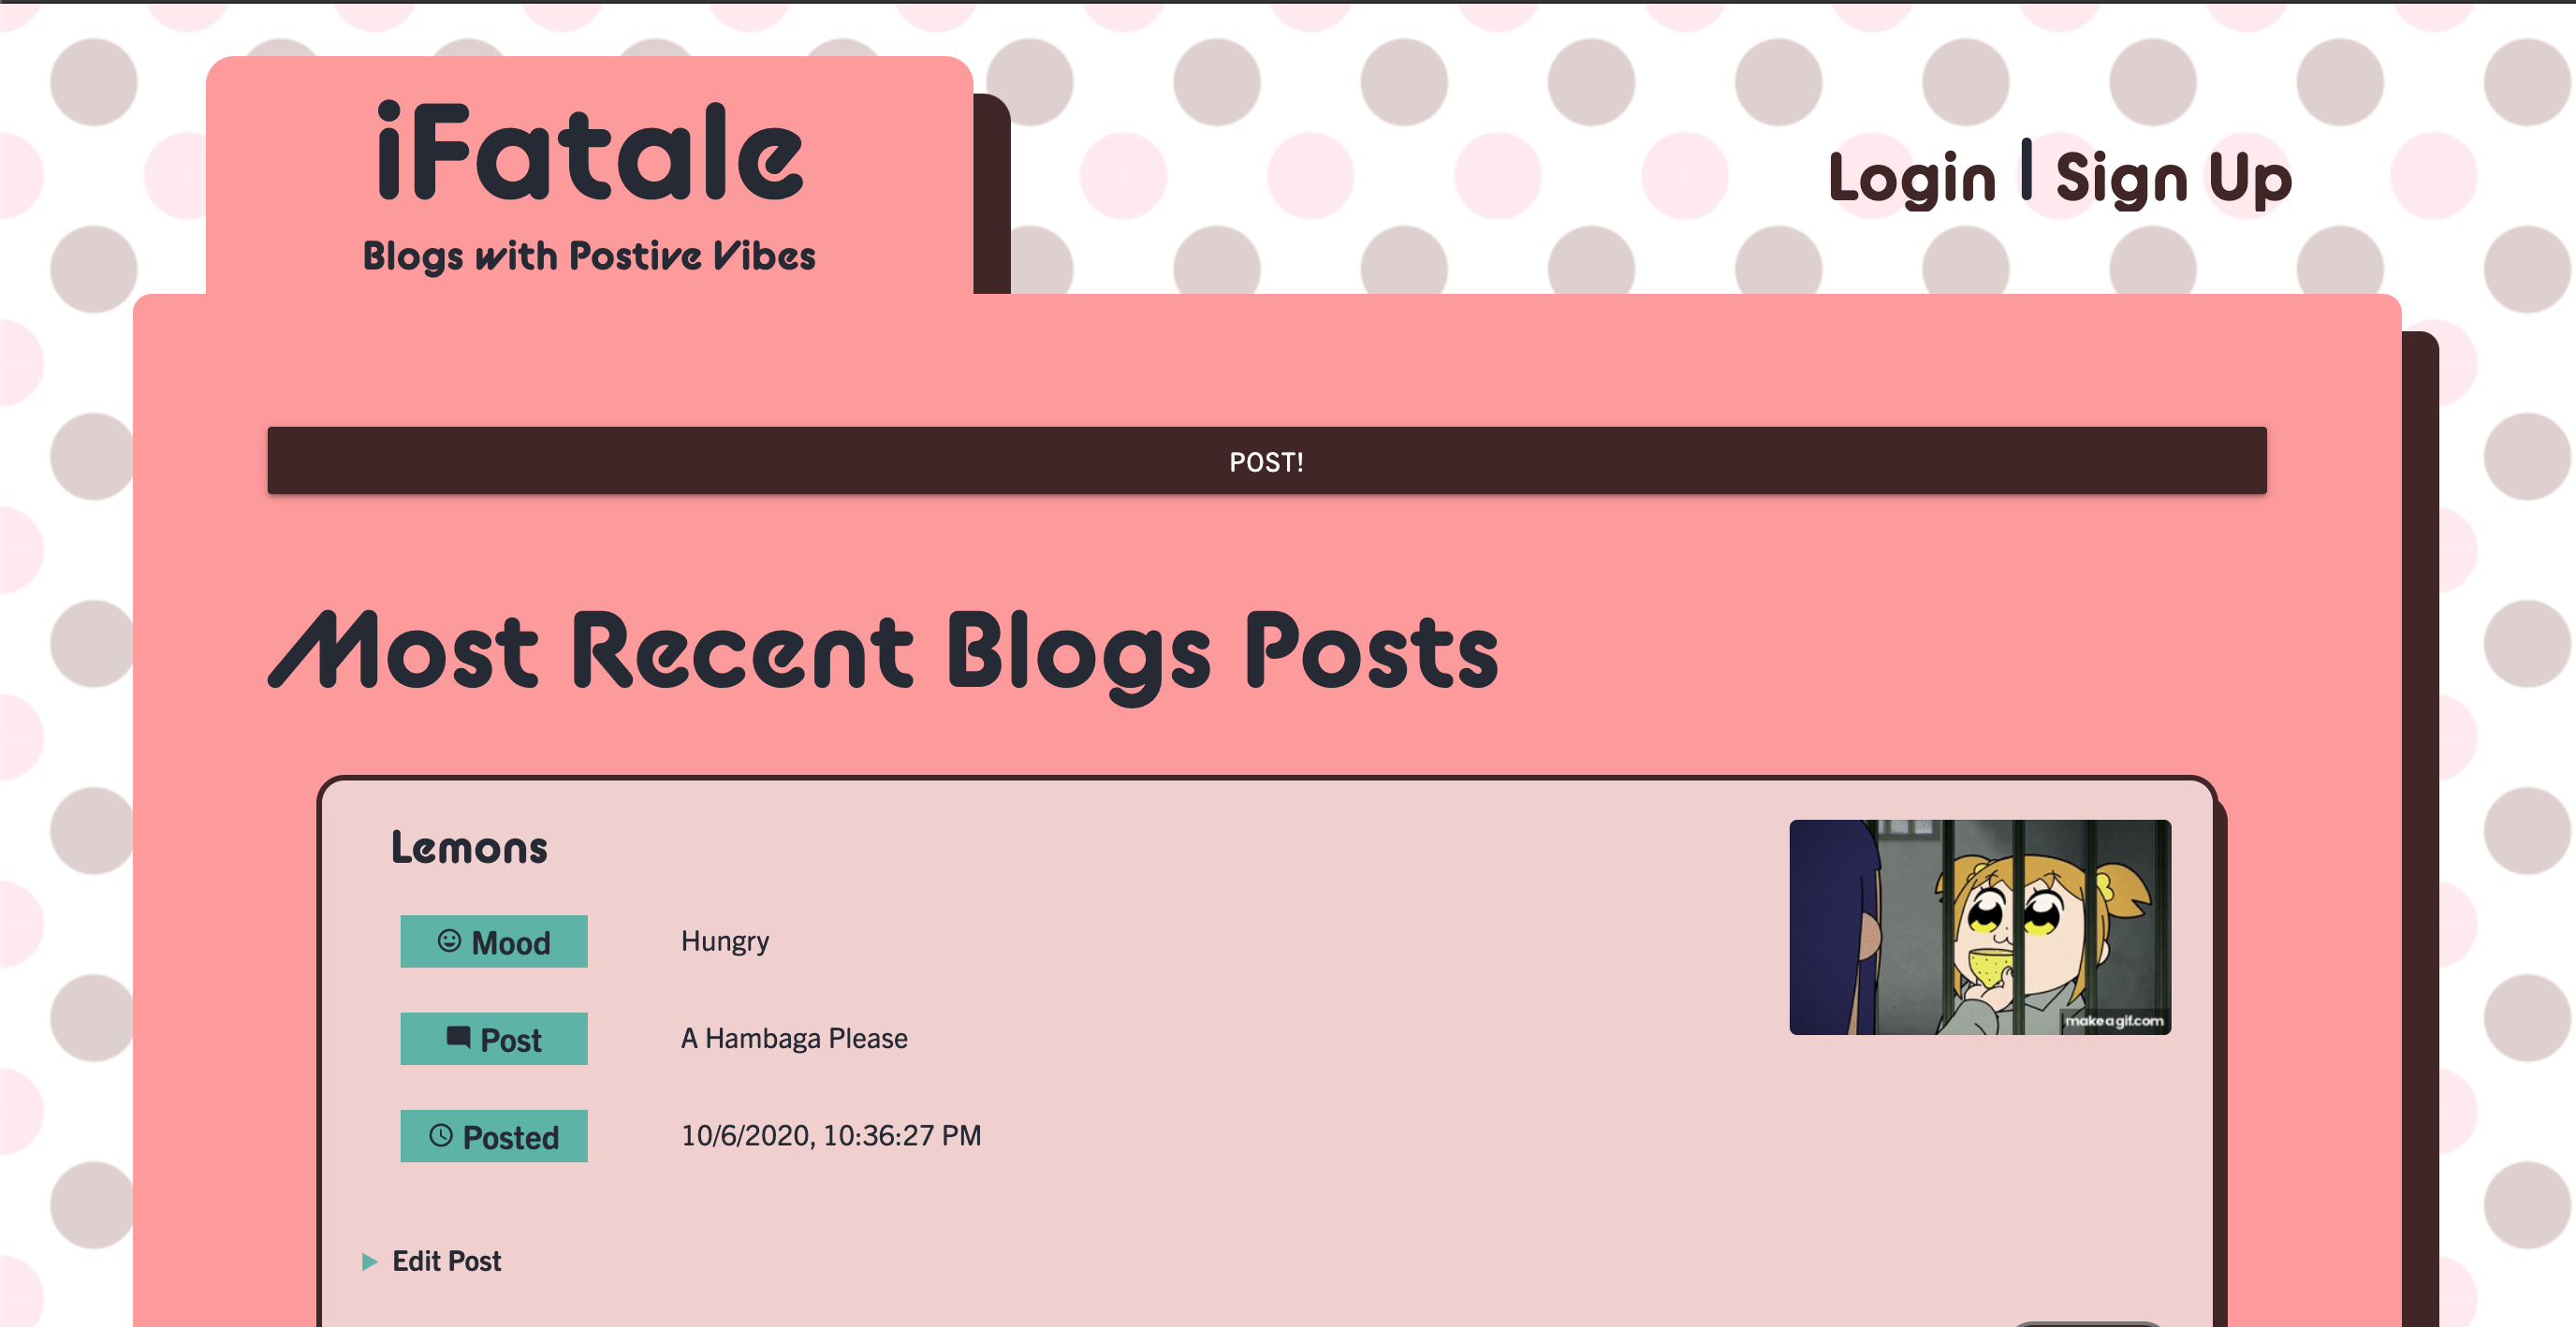 iFatale
Blogs with Postive Vibes
Login | Sign Up
POST!
Most Recent Blogs Posts
Lemons
Mood
Hungry
Post
A Hambaga Please
Posted
10/6/2020, 10:36:27 PM
Edit Post
makeagif.com